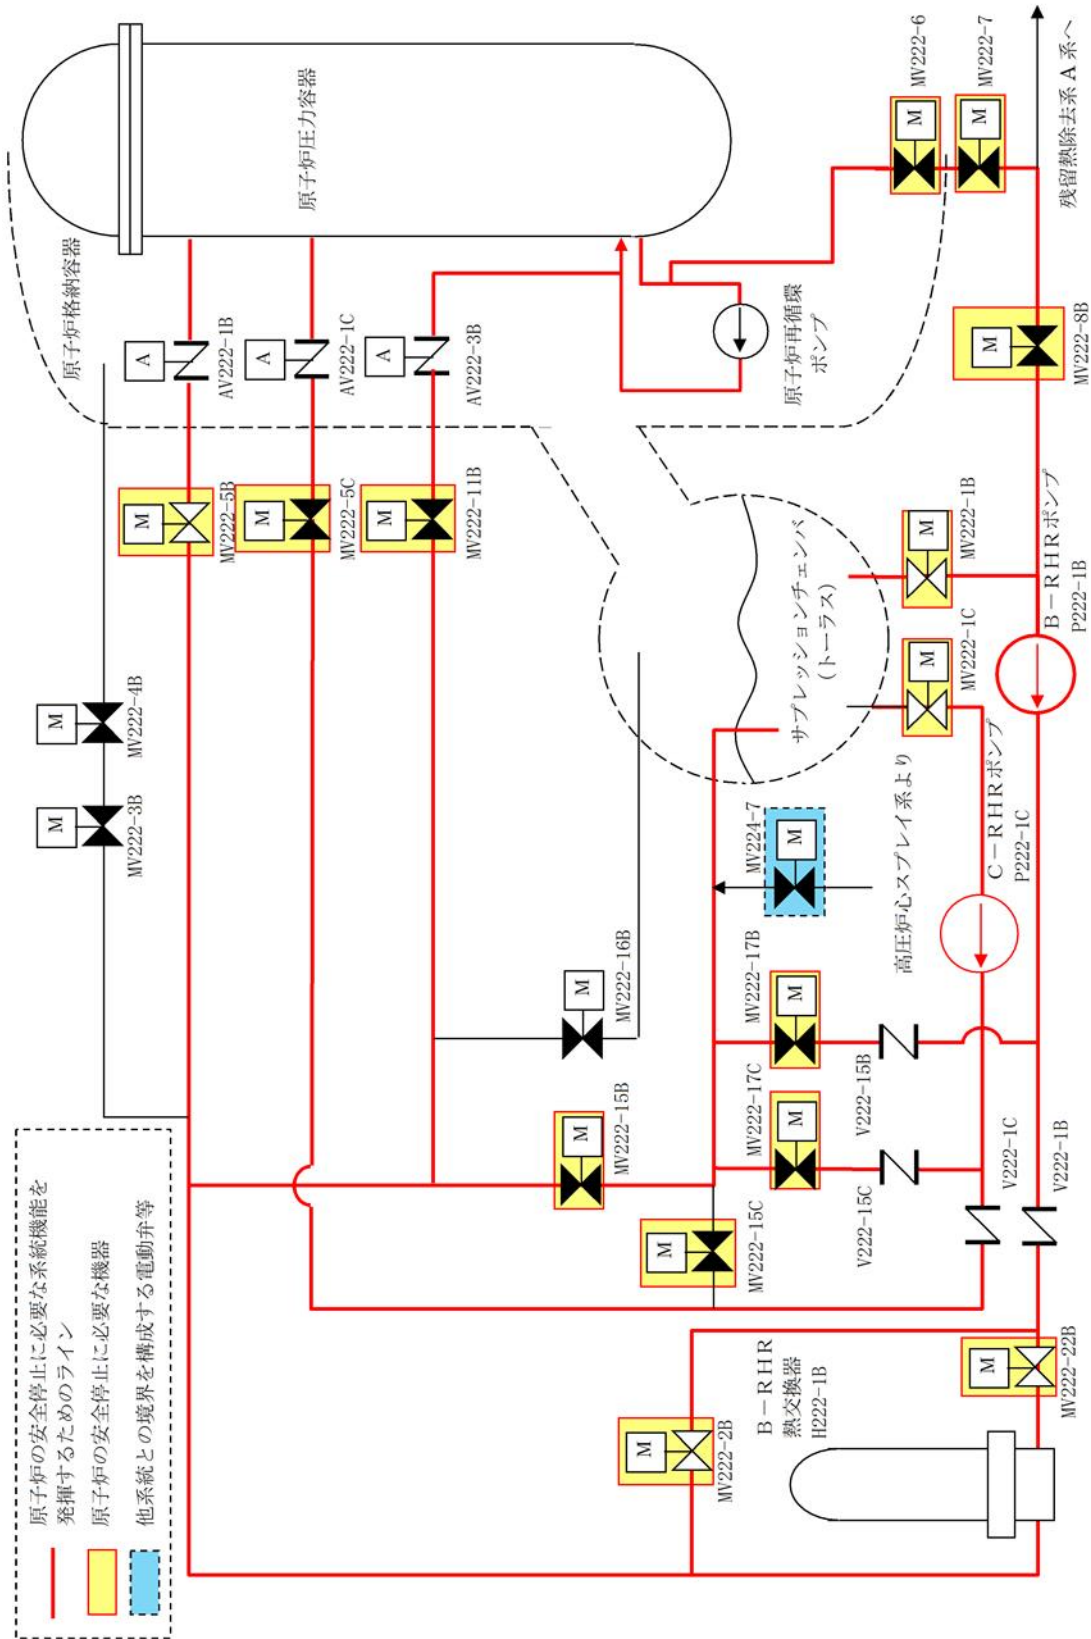 原子炉の安全停止に必要な系統機能を
発揮するためのライン
原子炉の安全停止に必要な機器
他系統との境界を構成する電動弁等
M
MV222-3B
M
MV222-4B
原子炉格納容器
原子炉圧力容器
M
MV222-5B
A
AV222-1B
M
MV222-5C
A
AV222-1C
M
MV222-11B
A
AV222-3B
原子炉再循環
ポンプ
M
MV222-6
M
MV222-7
残留熱除去系A系へ
M
MV222-16B
M
MV222-15B
M
MV222-15C
サプレッションチェンバ
(トーラス)
M
MV224-7
高圧炉心スプレイ系より
M
MV222-17B
M
MV222-17C
V222-15B
V222-15C
M
MV222-1B
M
MV222-1C
M
MV222-8B
B-RHRポンプ
P222-1B
C-RHRポンプ
P222-1C
V222-1C
V222-1B
M
MV222-2B
B-RHR
熱交換器
H222-1B
M
MV222-22B